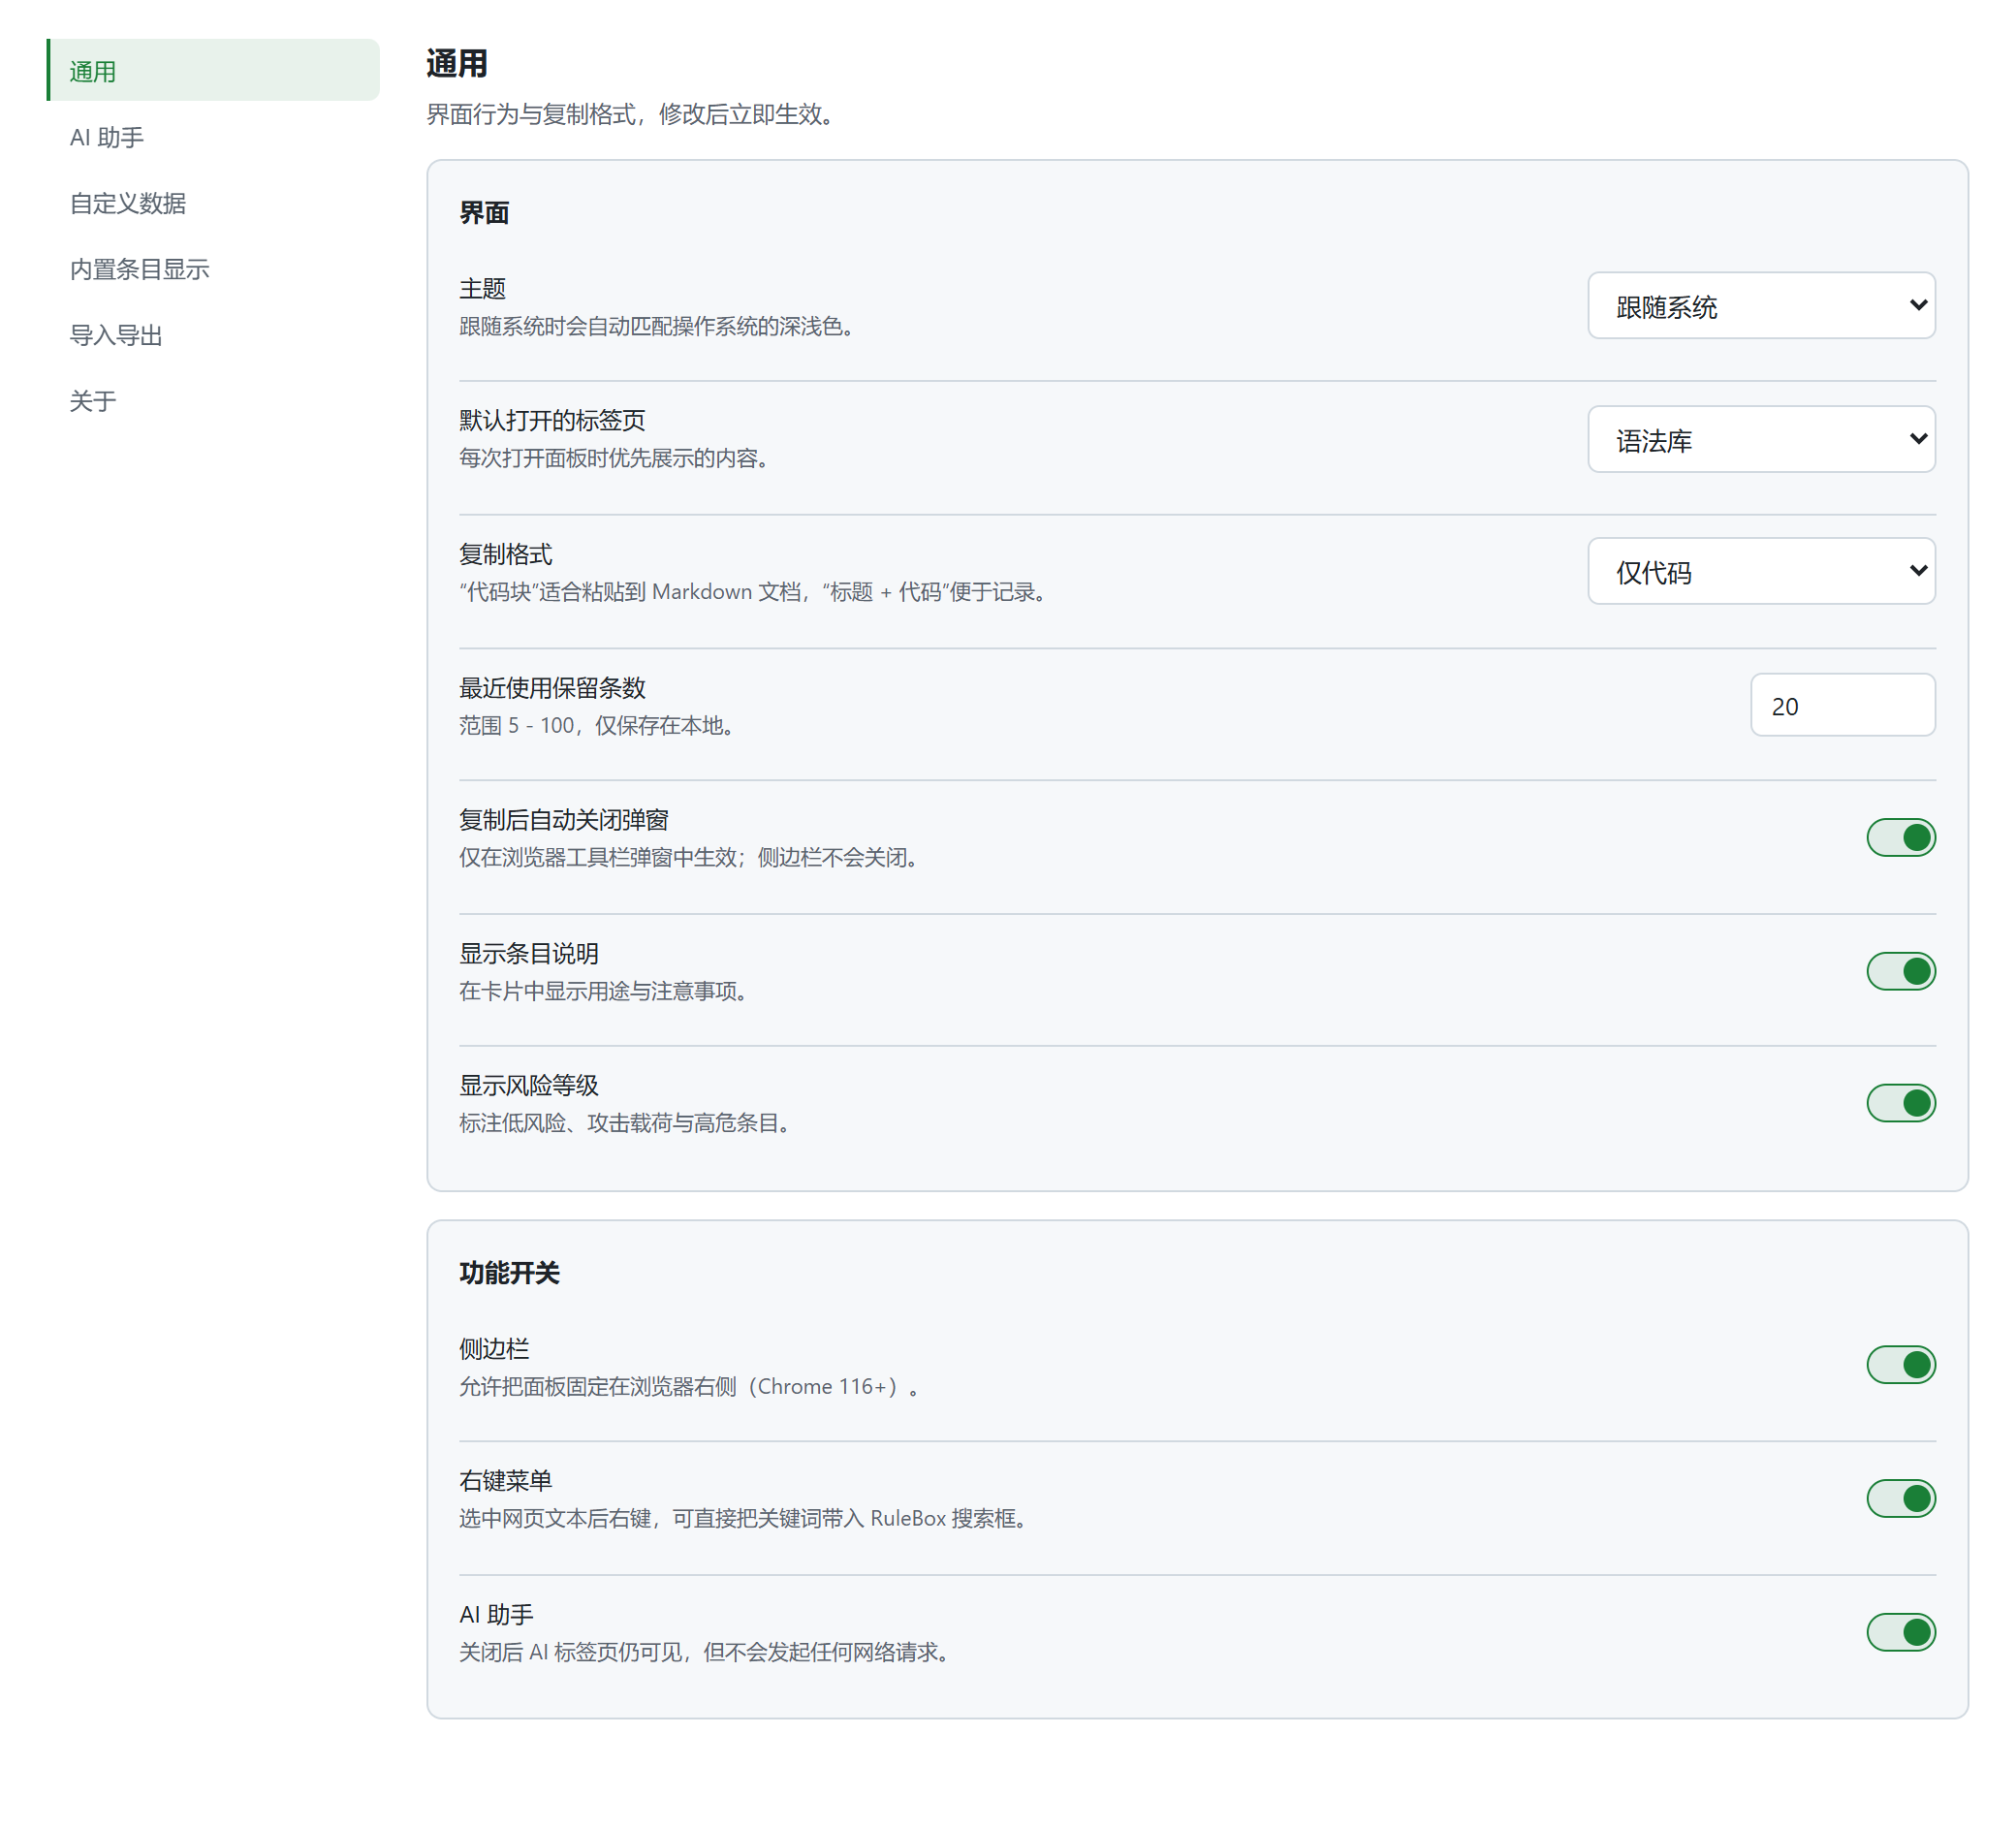 通用
AI 助手
自定义数据
内置条目显示
导入导出
关于
通用
界面行为与复制格式，修改后立即生效。
界面
主题
跟随系统时会自动匹配操作系统的深浅色。
跟随系统
默认打开的标签页
每次打开面板时优先展示的内容。
语法库
复制格式
“代码块”适合粘贴到 Markdown 文档，“标题 + 代码”便于记录。
仅代码
最近使用保留条数
范围 5 - 100，仅保存在本地。
20
复制后自动关闭弹窗
仅在浏览器工具栏弹窗中生效；侧边栏不会关闭。
显示条目说明
在卡片中显示用途与注意事项。
显示风险等级
标注低风险、攻击载荷与高危条目。
功能开关
侧边栏
允许把面板固定在浏览器右侧（Chrome 116+）。
右键菜单
选中网页文本后右键，可直接把关键词带入 RuleBox 搜索框。
AI 助手
关闭后 AI 标签页仍可见，但不会发起任何网络请求。